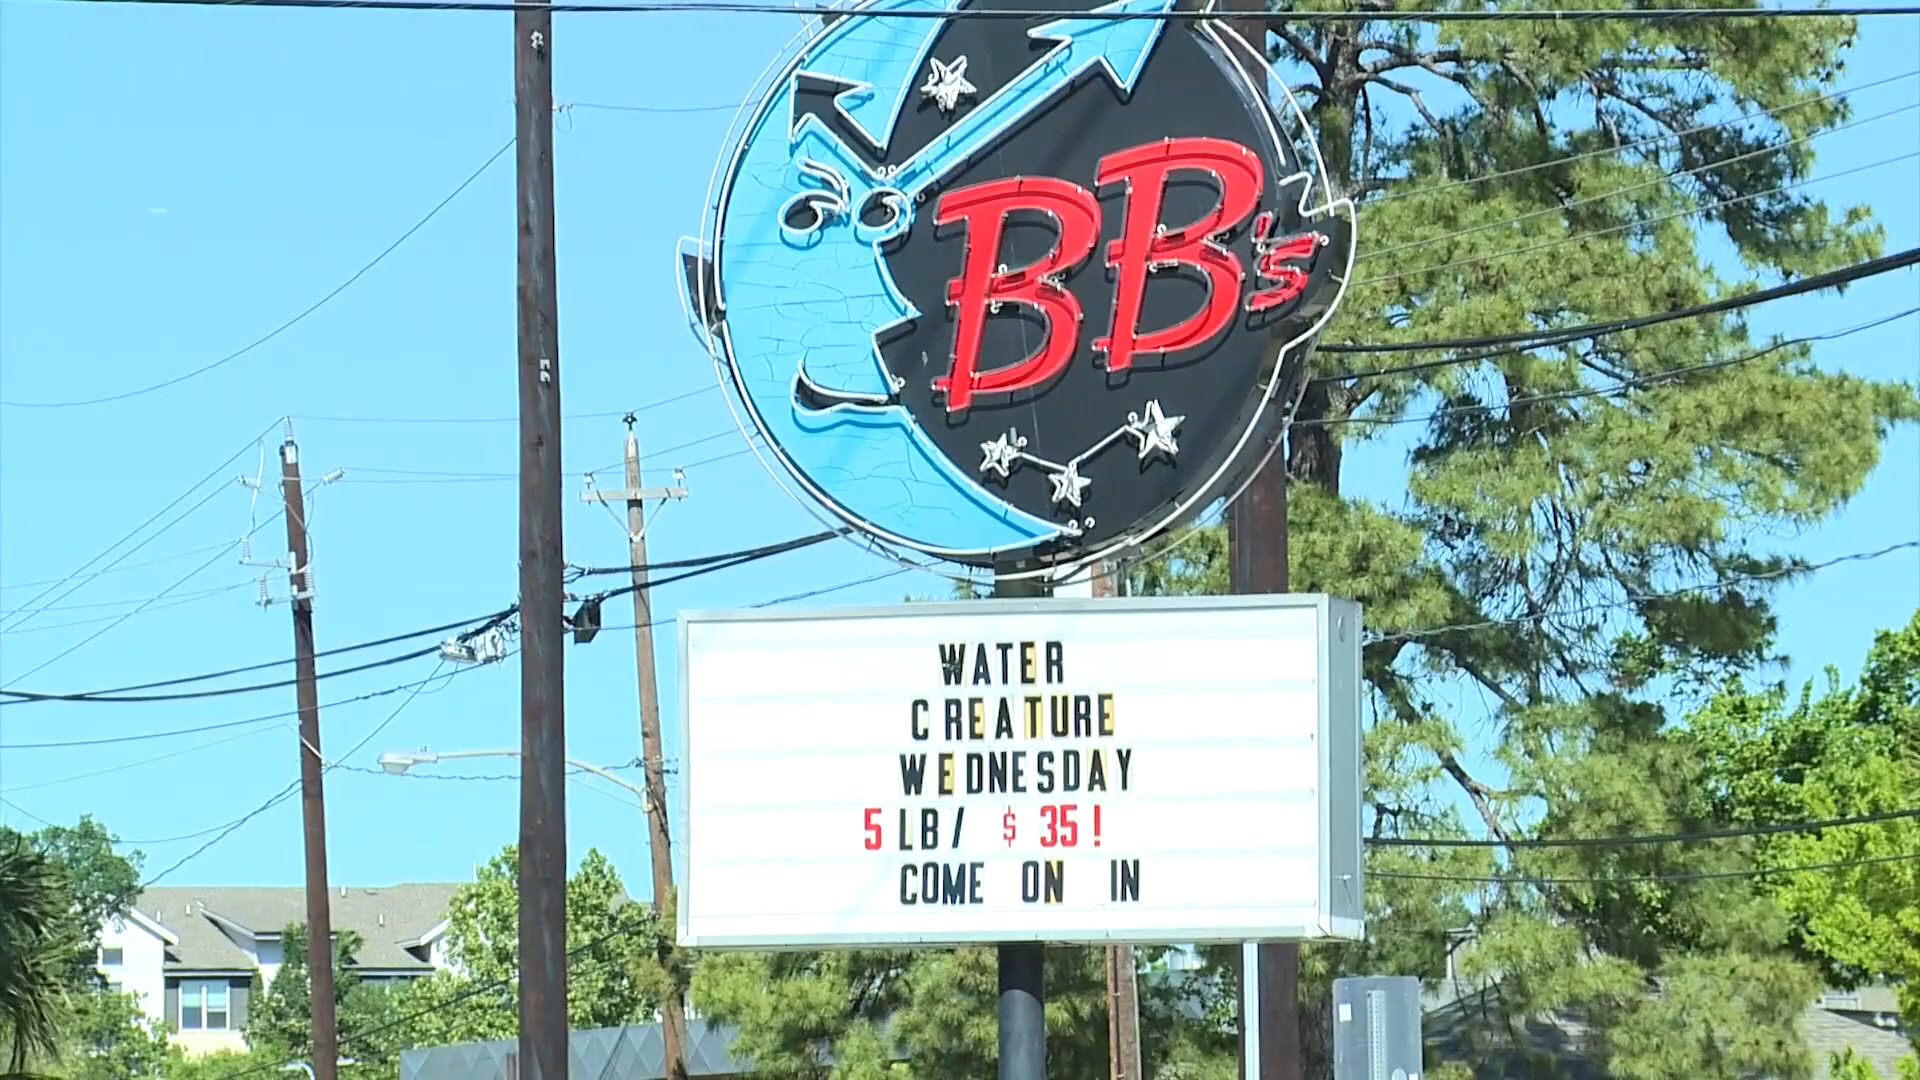 BB's
WATER
CREATURE
WEDNESDAY
5 LB/ $ 35!
COME ON IN